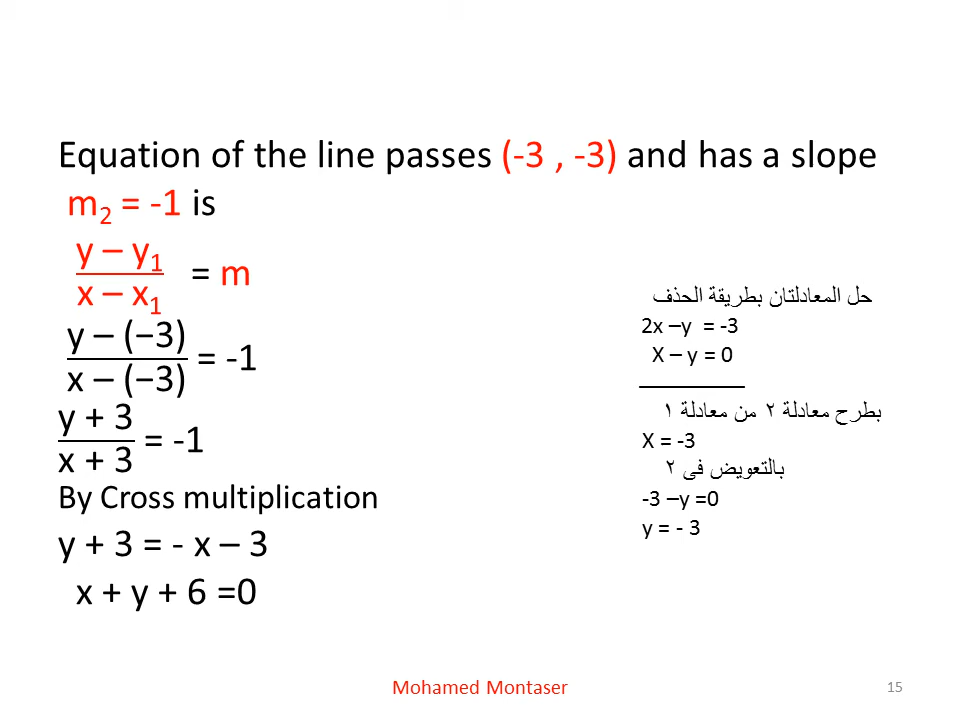 Equation of the line passes (-3 , -3) and has a slope
m₂ = -1 is
y – y₁
= m
x – x₁
y – (−3)
= -1
x – (−3)
y + 3
= -1
x + 3
By Cross multiplication
y + 3 = - x – 3
x + y + 6 =0
حل المعادلتان بطريقة الحذف
2x –y = -3
X – y = 0
بطرح معادلة ٢ من معادلة ١
X = -3
بالتعويض فى ٢
-3 –y =0
y = - 3
Mohamed Montaser
15